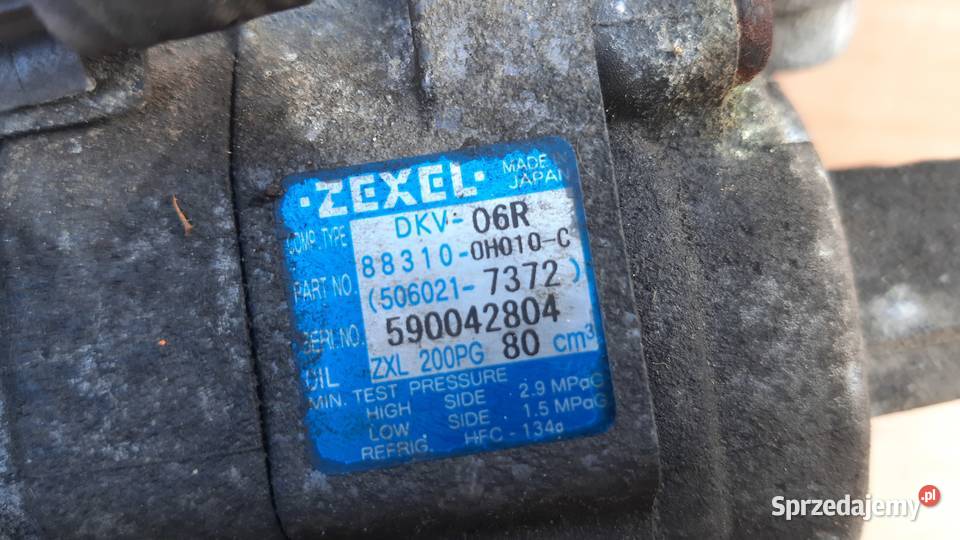 ·ZEXEL· MADE JAPAN
COMP. TYPE DKV-06R
PART NO. 88310-0H010-C
(506021-7372)
SERI.NO. 590042804
OIL ZXL 200PG 80 cm³
MIN. TEST PRESSURE
HIGH SIDE 2.9 MPaG
LOW SIDE 1.5 MPaG
REFRIG. HFC-134a
Sprzedajemy.pl